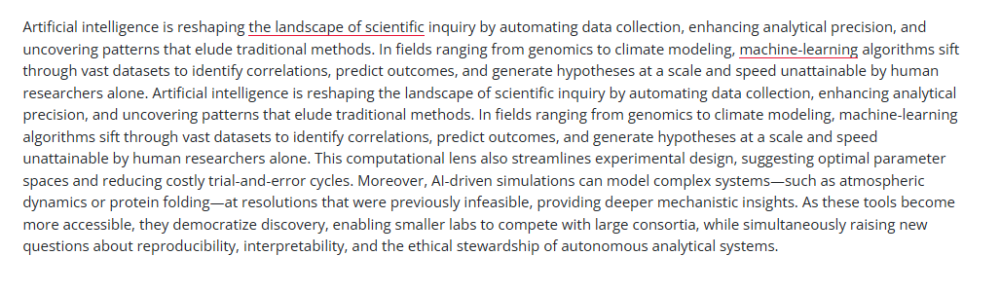 Artificial intelligence is reshaping the landscape of scientific inquiry by automating data collection, enhancing analytical precision, and
uncovering patterns that elude traditional methods. In fields ranging from genomics to climate modeling, machine-learning algorithms sift
through vast datasets to identify correlations, predict outcomes, and generate hypotheses at a scale and speed unattainable by human
researchers alone. Artificial intelligence is reshaping the landscape of scientific inquiry by automating data collection, enhancing analytical
precision, and uncovering patterns that elude traditional methods. In fields ranging from genomics to climate modeling, machine-learning
algorithms sift through vast datasets to identify correlations, predict outcomes, and generate hypotheses at a scale and speed
unattainable by human researchers alone. This computational lens also streamlines experimental design, suggesting optimal parameter
spaces and reducing costly trial-and-error cycles. Moreover, AI-driven simulations can model complex systems—such as atmospheric
dynamics or protein folding—at resolutions that were previously infeasible, providing deeper mechanistic insights. As these tools become
more accessible, they democratize discovery, enabling smaller labs to compete with large consortia, while simultaneously raising new
questions about reproducibility, interpretability, and the ethical stewardship of autonomous analytical systems.